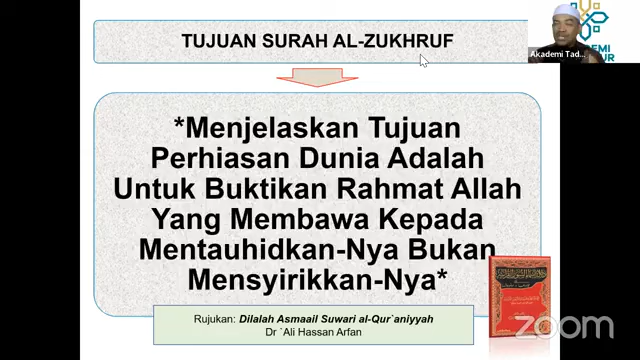 TUJUAN SURAH AL-ZUKHRUF
Akademi Tad...
*Menjelaskan Tujuan
Perhiasan Dunia Adalah
Untuk Buktikan Rahmat Allah
Yang Membawa Kepada
Mentauhidkan-Nya Bukan
Mensyirikkan-Nya*
Rujukan: Dilalah Asmaail Suwari al-Qur`aniyyah
Dr `Ali Hassan Arfan
zoom